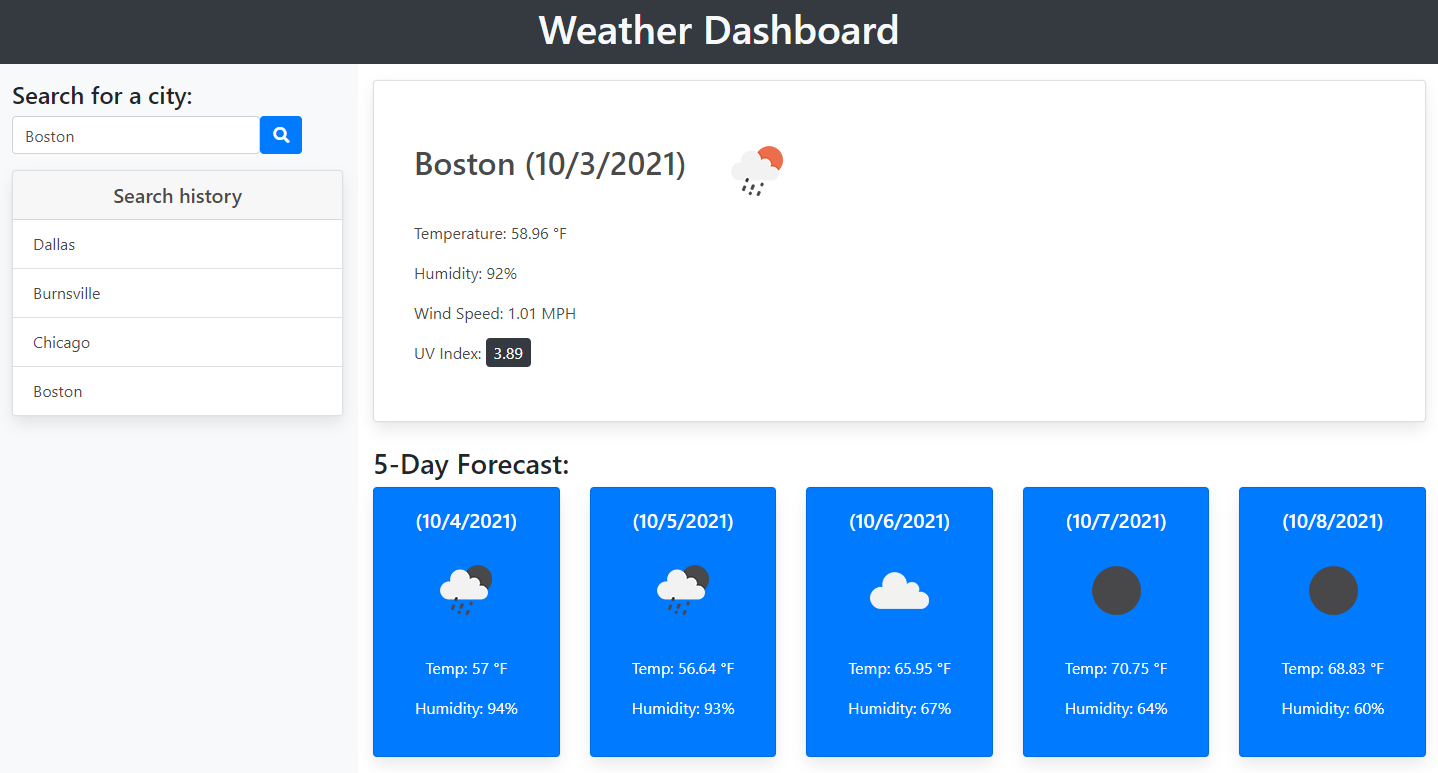 Weather Dashboard
Search for a city:
Boston
Search history
Dallas
Burnsville
Chicago
Boston
Boston (10/3/2021)
Temperature: 58.96 °F
Humidity: 92%
Wind Speed: 1.01 MPH
UV Index: 3.89
5-Day Forecast:
(10/4/2021)
Temp: 57 °F
Humidity: 94%
(10/5/2021)
Temp: 56.64 °F
Humidity: 93%
(10/6/2021)
Temp: 65.95 °F
Humidity: 67%
(10/7/2021)
Temp: 70.75 °F
Humidity: 64%
(10/8/2021)
Temp: 68.83 °F
Humidity: 60%